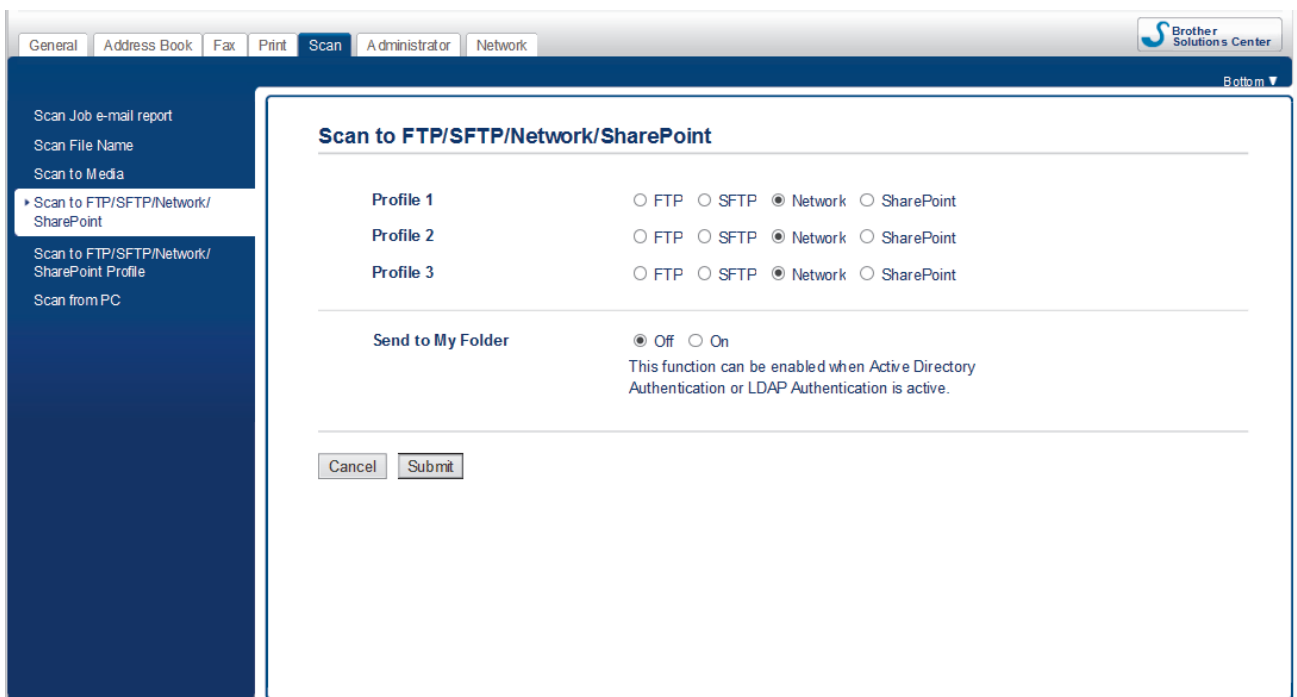 General Address Book Fax Print Scan Administrator Network
Brother
Solutions Center
Bottom ▼
Scan Job e-mail report
Scan File Name
Scan to Media
Scan to FTP/SFTP/Network/
SharePoint
Scan to FTP/SFTP/Network/
SharePoint Profile
Scan from PC
Scan to FTP/SFTP/Network/SharePoint
Profile 1 FTP SFTP Network SharePoint
Profile 2 FTP SFTP Network SharePoint
Profile 3 FTP SFTP Network SharePoint
Send to My Folder Off On
This function can be enabled when Active Directory
Authentication or LDAP Authentication is active.
Cancel Submit